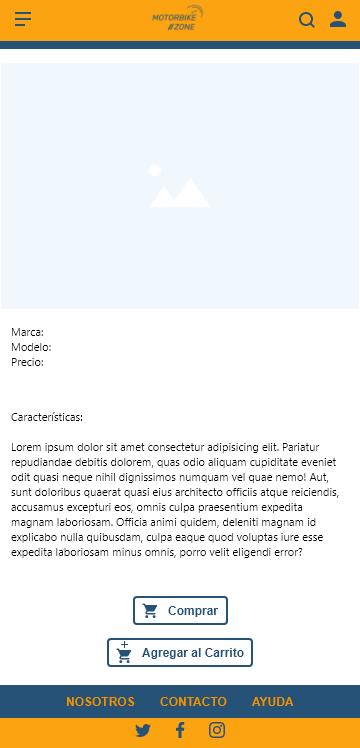 MOTORBIKE
#ZONE
Marca:
Modelo:
Precio:
Características:
Lorem ipsum dolor sit amet consectetur adipisicing elit. Pariatur
repudiandae debitis dolorem, quas odio aliquam cupiditate eveniet
odit quasi neque nihil dignissimos numquam vel quae nemo! Aut,
sunt doloribus quaerat quasi eius architecto officiis atque reiciendis,
accusamus excepturi eos, omnis culpa praesentium expedita
magnam laboriosam. Officia animi quidem, deleniti magnam id
explicabo nulla quibusdam, culpa eaque quod voluptas iure esse
expedita laboriosam minus omnis, porro velit eligendi error?
Comprar
Agregar al Carrito
NOSOTROS CONTACTO AYUDA